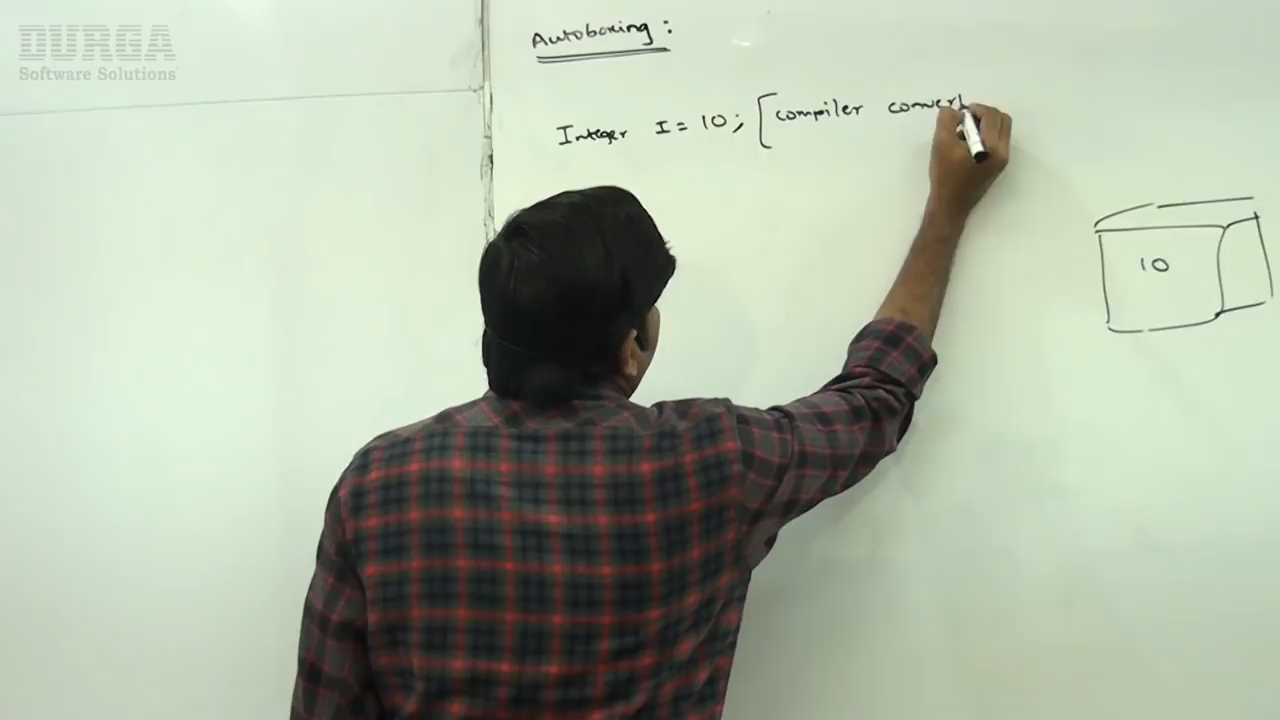 DURGA
Software Solutions
Autoboxing :
Integer I = 10; [compiler convert
10